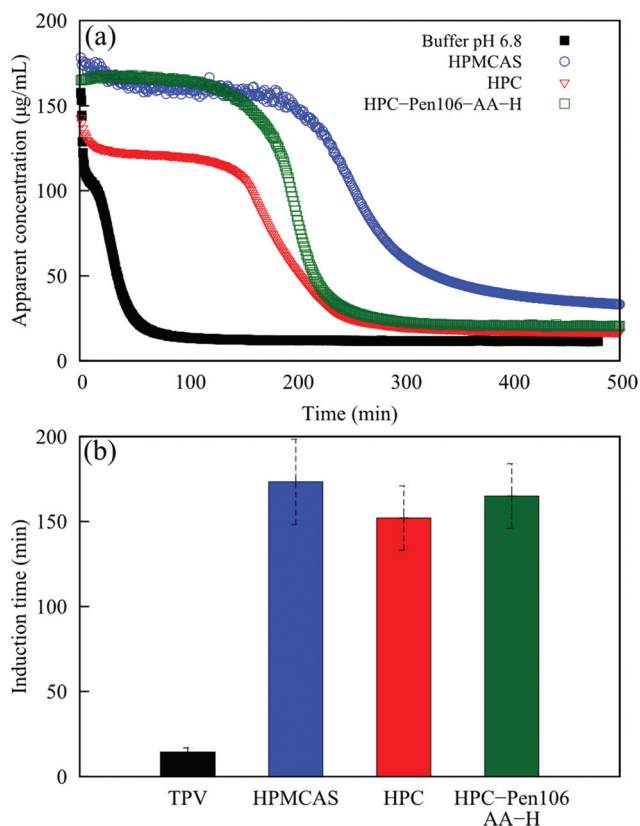 (a)
Buffer pH 6.8
HPMCAS
HPC
HPC−Pen106−AA−H
Apparent concentration (μg/mL)
200
150
100
50
0
0 100 200 300 400 500
Time (min)
(b)
Induction time (min)
200
150
100
50
0
TPV HPMCAS HPC HPC−Pen106
AA−H